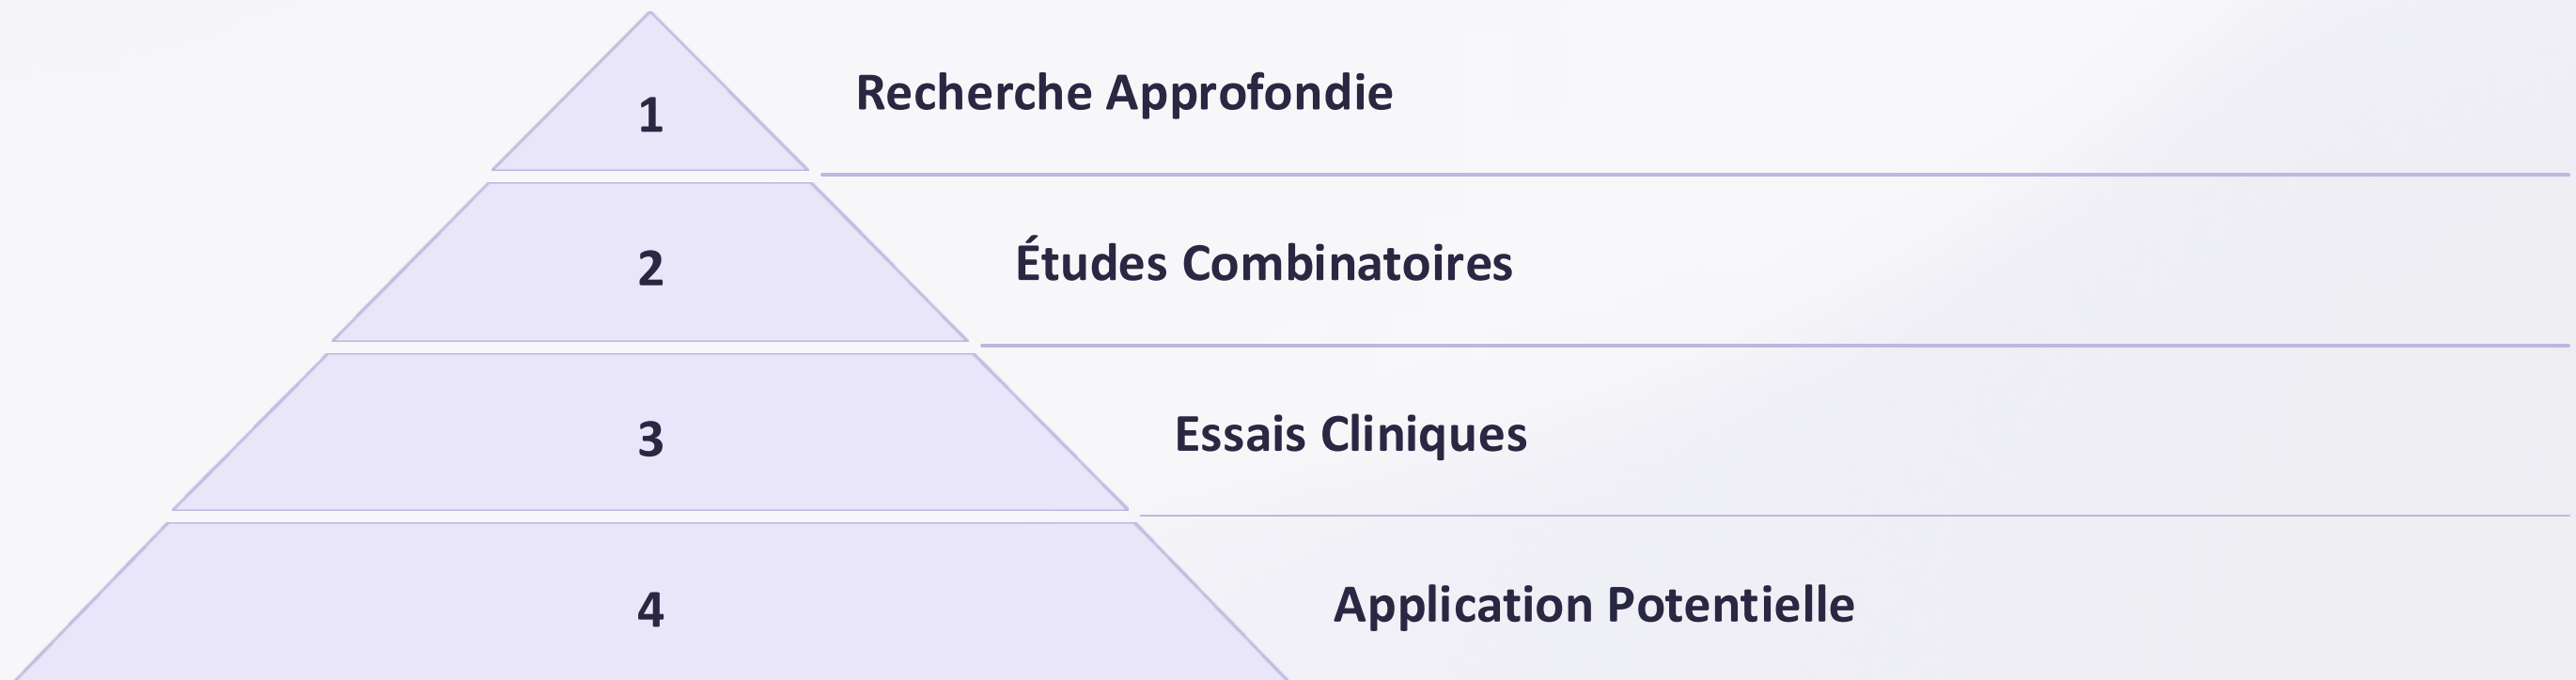 1
Recherche Approfondie
2
Études Combinatoires
3
Essais Cliniques
4
Application Potentielle